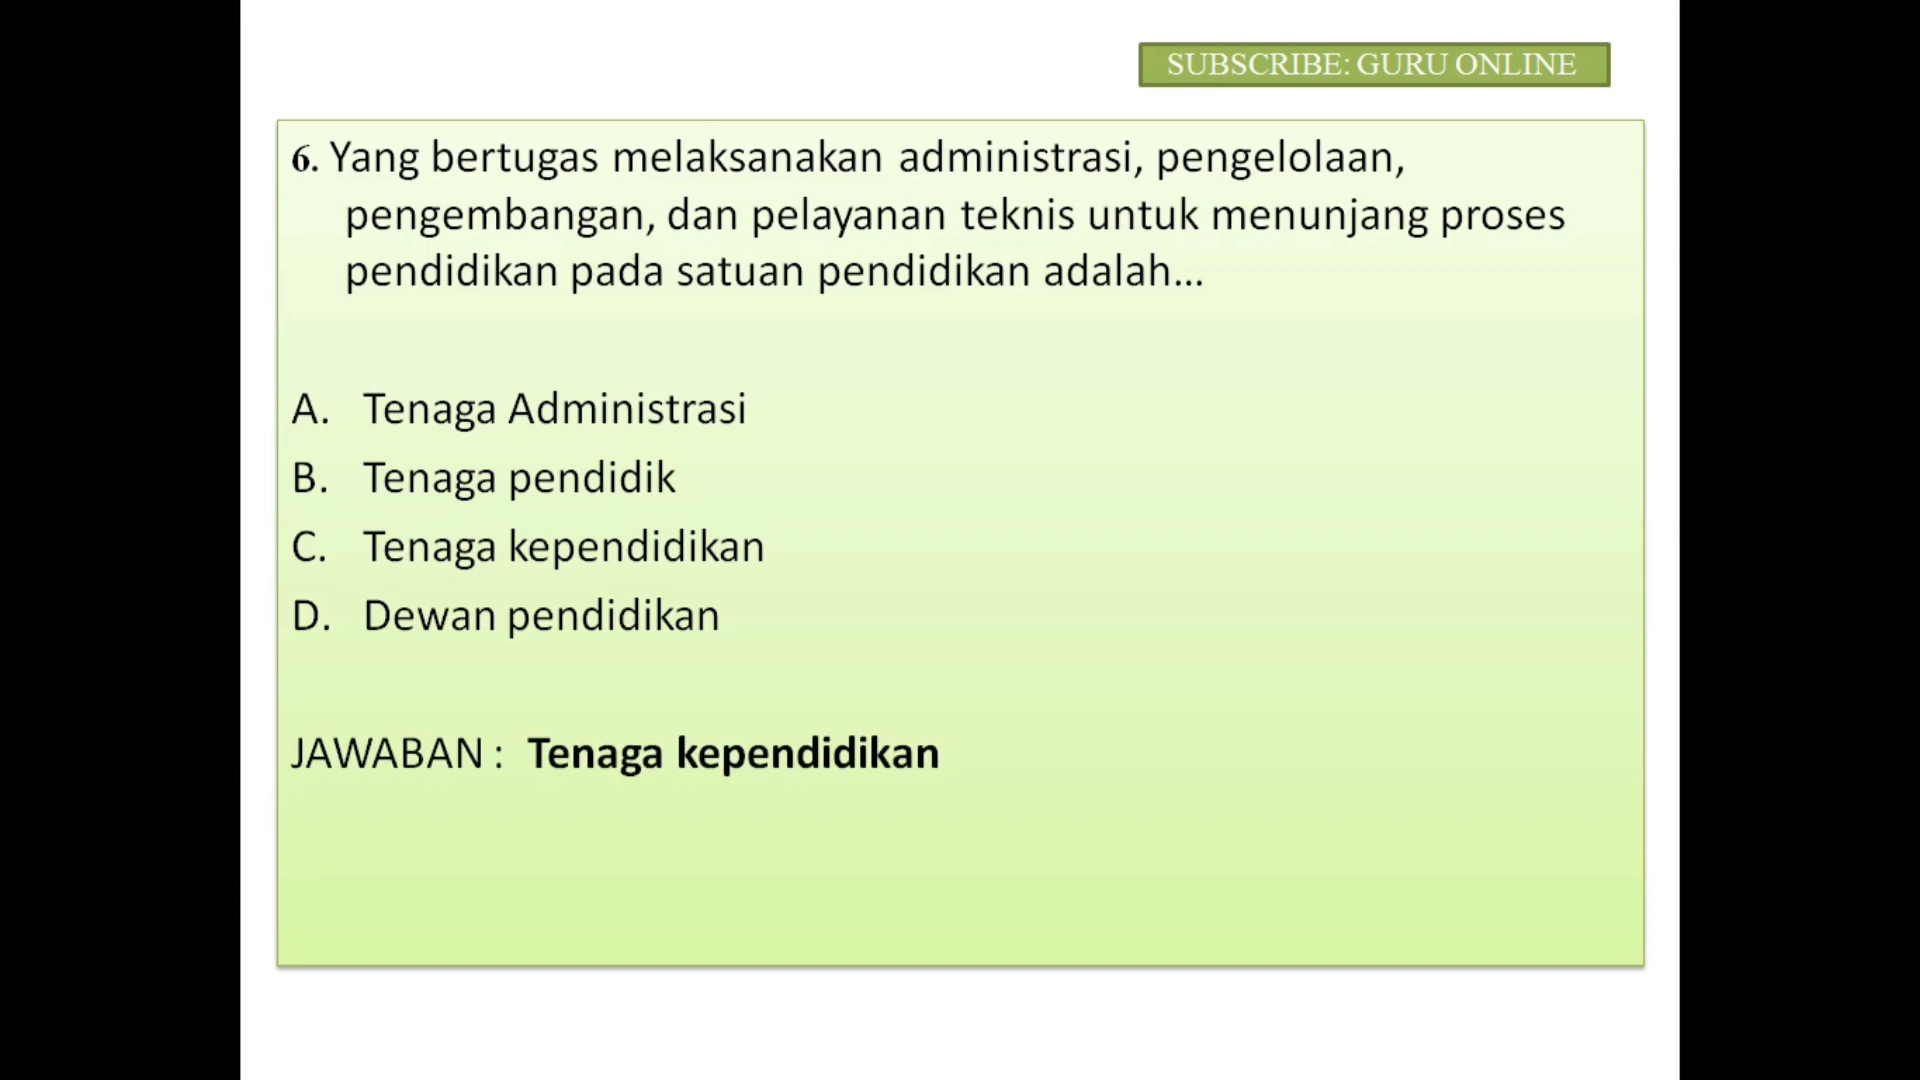 SUBSCRIBE: GURU ONLINE
6. Yang bertugas melaksanakan administrasi, pengelolaan,
pengembangan, dan pelayanan teknis untuk menunjang proses
pendidikan pada satuan pendidikan adalah...
A. Tenaga Administrasi
B. Tenaga pendidik
C. Tenaga kependidikan
D. Dewan pendidikan
JAWABAN : Tenaga kependidikan